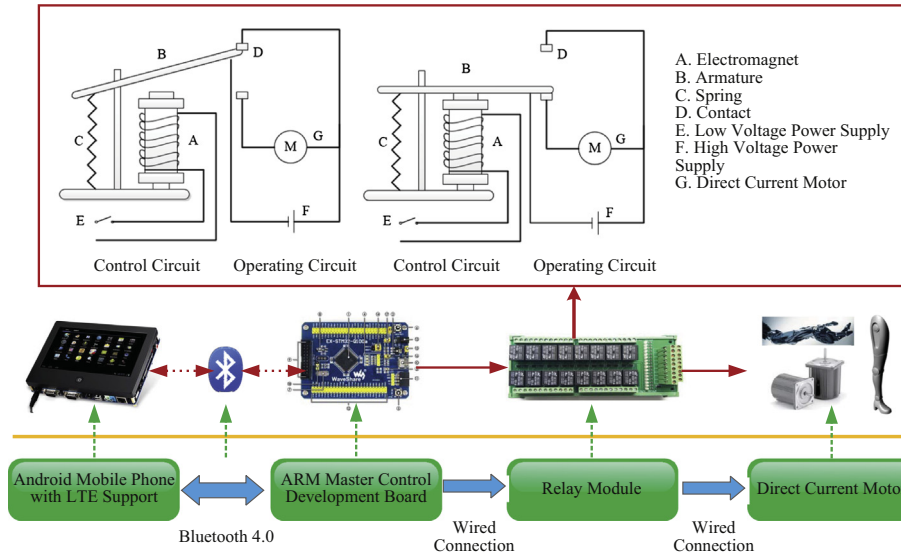 B
D
C
A
G
M
E
F
Control Circuit
Operating Circuit
B
D
C
A
G
M
E
F
Control Circuit
Operating Circuit
A. Electromagnet
B. Armature
C. Spring
D. Contact
E. Low Voltage Power Supply
F. High Voltage Power
Supply
G. Direct Current Motor
WaveShare
Android Mobile Phone
with LTE Support
Bluetooth 4.0
ARM Master Control
Development Board
Wired
Connection
Relay Module
Wired
Connection
Direct Current Moto